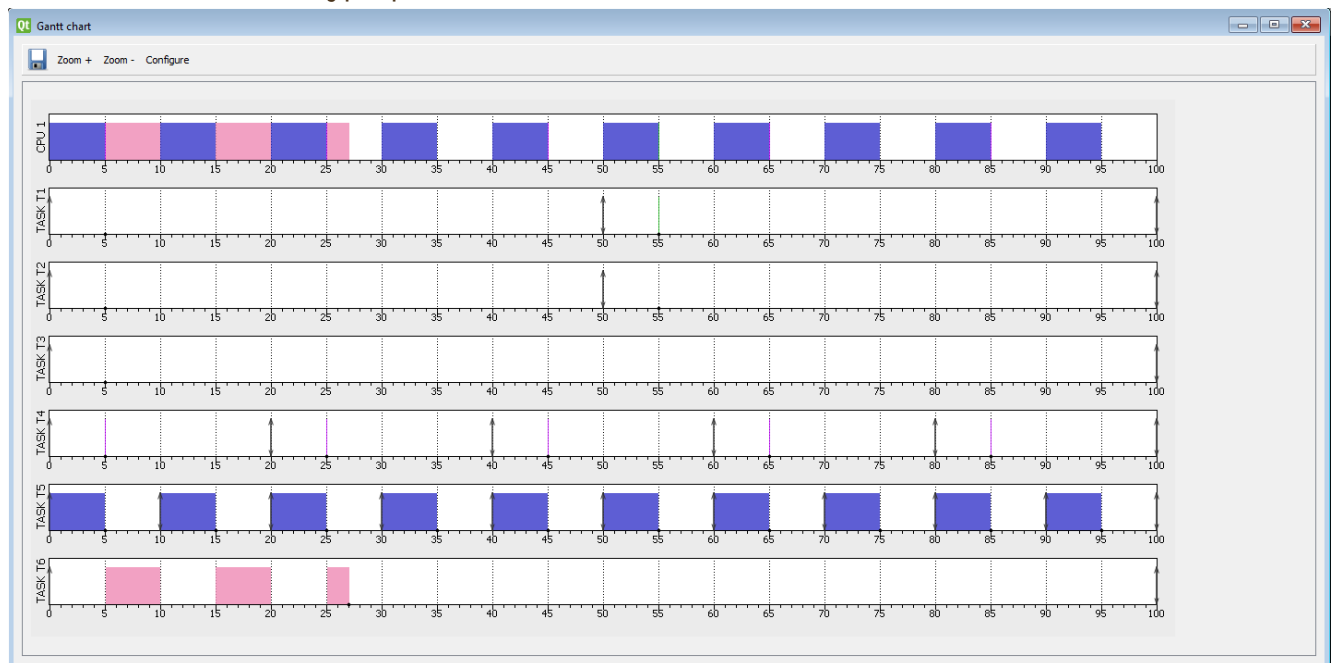 Qt Gantt chart
Zoom + Zoom - Configure
CPU 1
0 5 10 15 20 25 30 35 40 45 50 55 60 65 70 75 80 85 90 95 100
TASK T1
0 5 10 15 20 25 30 35 40 45 50 55 60 65 70 75 80 85 90 95 100
TASK T2
0 5 10 15 20 25 30 35 40 45 50 55 60 65 70 75 80 85 90 95 100
TASK T3
0 5 10 15 20 25 30 35 40 45 50 55 60 65 70 75 80 85 90 95 100
TASK T4
0 5 10 15 20 25 30 35 40 45 50 55 60 65 70 75 80 85 90 95 100
TASK T5
0 5 10 15 20 25 30 35 40 45 50 55 60 65 70 75 80 85 90 95 100
TASK T6
0 5 10 15 20 25 30 35 40 45 50 55 60 65 70 75 80 85 90 95 100